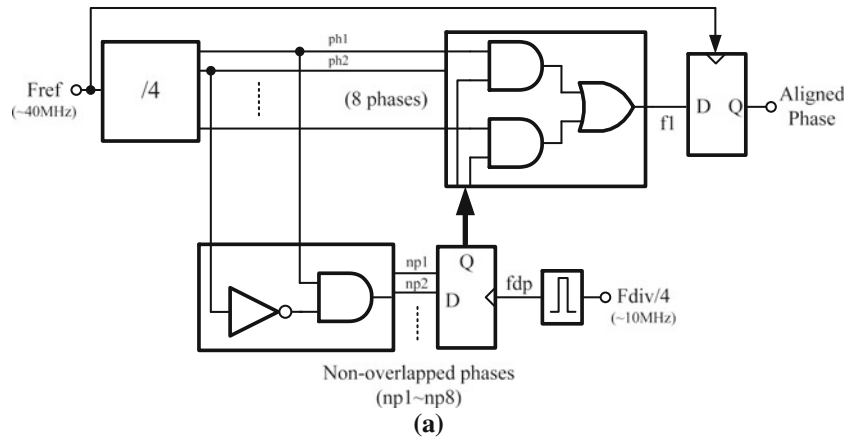 Fref
(~40MHz)
/4
ph1
ph2
(8 phases)
f1
D Q
Aligned
Phase
np1
np2
Q
D
fdp
Fdiv/4
(~10MHz)
Non-overlapped phases
(np1~np8)
(a)